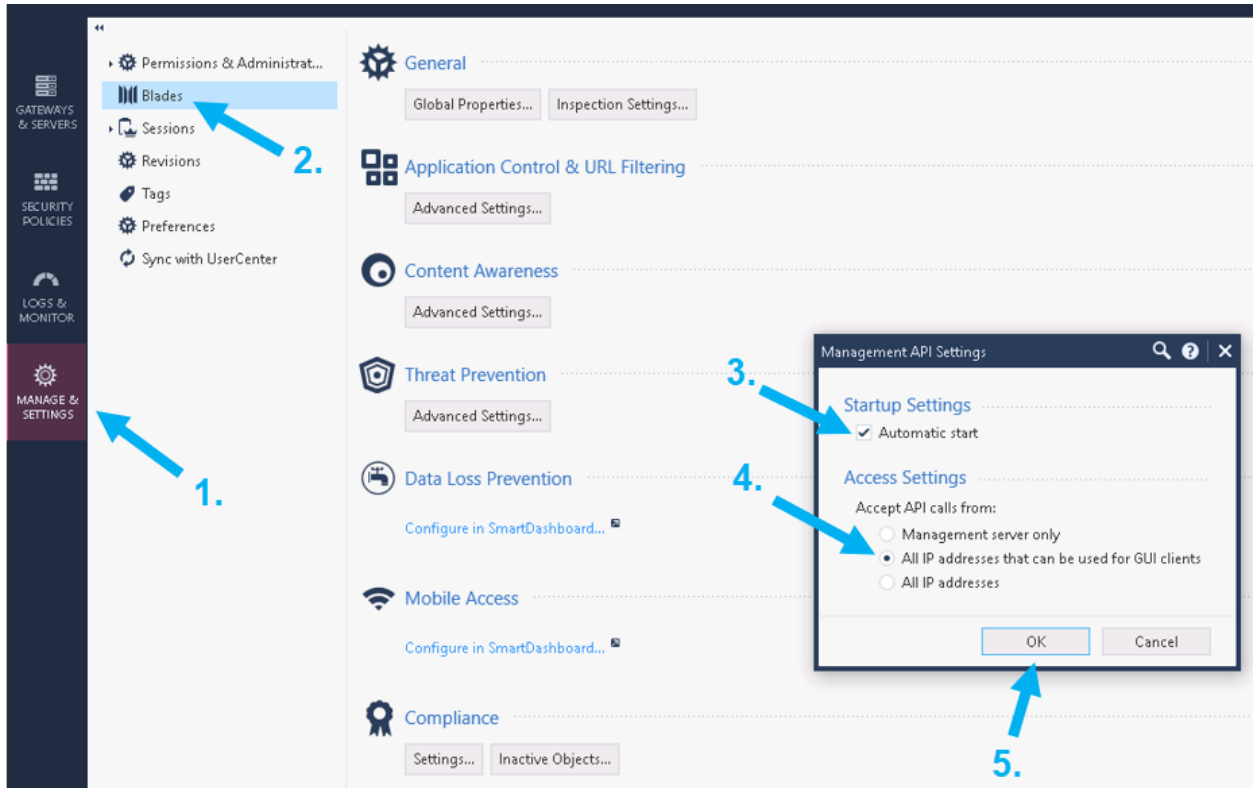 GATEWAYS
& SERVERS
SECURITY
POLICIES
LOGS &
MONITOR
MANAGE &
SETTINGS
1.
Permissions & Administrat...
Blades
Sessions
Revisions
Tags
Preferences
Sync with UserCenter
2.
General
Global Properties... Inspection Settings...
Application Control & URL Filtering
Advanced Settings...
Content Awareness
Advanced Settings...
Threat Prevention
Advanced Settings...
Data Loss Prevention
Configure in SmartDashboard...
Mobile Access
Configure in SmartDashboard...
Compliance
Settings... Inactive Objects...
Management API Settings
3.
Startup Settings
Automatic start
4.
Access Settings
Accept API calls from:
Management server only
All IP addresses that can be used for GUI clients
All IP addresses
OK Cancel
5.